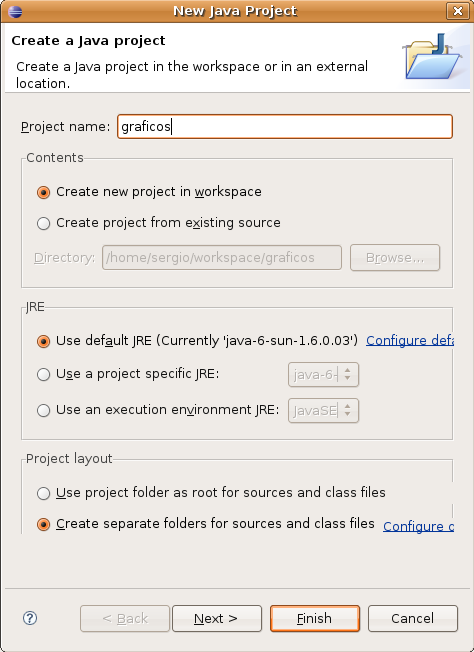 New Java Project
Create a Java project
Create a Java project in the workspace or in an external
location.
Project name: graficos
Contents
Create new project in workspace
Create project from existing source
Directory: /home/sergio/workspace/graficos Browse...
JRE
Use default JRE (Currently 'java-6-sun-1.6.0.03') Configure defa
Use a project specific JRE: java-6-
Use an execution environment JRE: JavaSE
Project layout
Use project folder as root for sources and class files
Create separate folders for sources and class files Configure d
? < Back Next > Finish Cancel